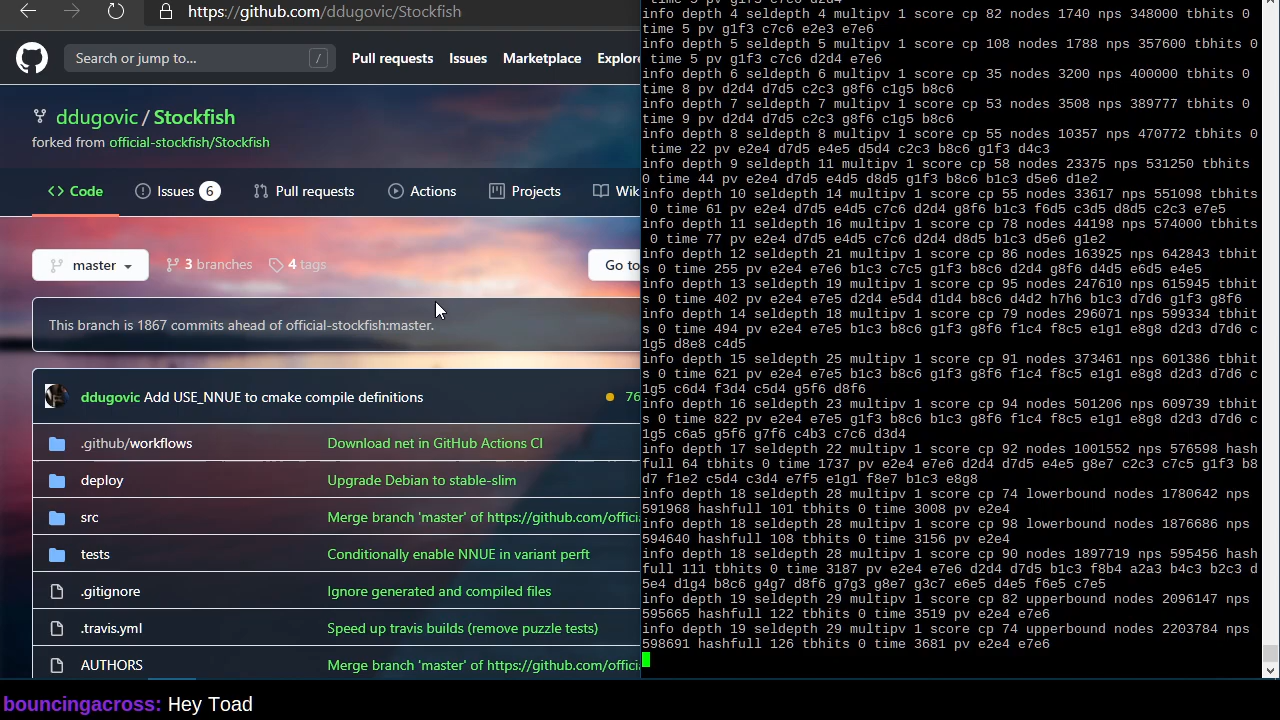 https://github.com/ddugovic/Stockfish
Search or jump to...
/
Pull requests Issues Marketplace Explore
ddugovic / Stockfish
forked from official-stockfish/Stockfish
Code
Issues 6
Pull requests
Actions
Projects
Wik
master
3 branches
4 tags
Go to
This branch is 1867 commits ahead of official-stockfish:master.
ddugovic Add USE_NNUE to cmake compile definitions
76
.github/workflows Download net in GitHub Actions CI
deploy Upgrade Debian to stable-slim
src Merge branch 'master' of https://github.com/offici
tests Conditionally enable NNUE in variant perft
.gitignore Ignore generated and compiled files
.travis.yml Speed up travis builds (remove puzzle tests)
AUTHORS Merge branch 'master' of https://github.com/offici
info depth 4 seldepth 4 multipv 1 score cp 82 nodes 1740 nps 348000 tbhits 0
time 5 pv g1f3 c7c6 e2e3 e7e6
info depth 5 seldepth 5 multipv 1 score cp 108 nodes 1788 nps 357600 tbhits 0
time 5 pv g1f3 c7c6 d2d4 e7e6
info depth 6 seldepth 6 multipv 1 score cp 35 nodes 3200 nps 400000 tbhits 0
time 8 pv d2d4 d7d5 c2c3 g8f6 c1g5 b8c6
info depth 7 seldepth 7 multipv 1 score cp 53 nodes 3508 nps 389777 tbhits 0
time 9 pv d2d4 d7d5 c2c3 g8f6 c1g5 b8c6
info depth 8 seldepth 8 multipv 1 score cp 55 nodes 10357 nps 470772 tbhits 0
time 22 pv e2e4 d7d5 e4e5 d5d4 c2c3 b8c6 g1f3 d4c3
info depth 9 seldepth 11 multipv 1 score cp 58 nodes 23375 nps 531250 tbhits
0 time 44 pv e2e4 d7d5 e4d5 d8d5 g1f3 b8c6 b1c3 d5e6 d1e2
info depth 10 seldepth 14 multipv 1 score cp 55 nodes 33617 nps 551098 tbhits
0 time 61 pv e2e4 d7d5 e4d5 c7c6 d2d4 g8f6 b1c3 f6d5 c3d5 d8d5 c2c3 e7e5
info depth 11 seldepth 16 multipv 1 score cp 78 nodes 44198 nps 574000 tbhits
0 time 77 pv e2e4 d7d5 e4d5 c7c6 d2d4 d8d5 b1c3 d5e6 g1e2
info depth 12 seldepth 21 multipv 1 score cp 86 nodes 163925 nps 642843 tbhit
s 0 time 255 pv e2e4 e7e6 b1c3 c7c5 g1f3 b8c6 d2d4 g8f6 d4d5 e6d5 e4e5
info depth 13 seldepth 19 multipv 1 score cp 95 nodes 247610 nps 615945 tbhit
s 0 time 402 pv e2e4 e7e5 d2d4 e5d4 d1d4 b8c6 d4d2 h7h6 b1c3 d7d6 g1f3 g8f6
info depth 14 seldepth 18 multipv 1 score cp 79 nodes 296071 nps 599334 tbhit
s 0 time 494 pv e2e4 e7e5 b1c3 b8c6 g1f3 g8f6 f1c4 f8c5 e1g1 e8g8 d2d3 d7d6 c
1g5 d8e8 c4d5
info depth 15 seldepth 25 multipv 1 score cp 91 nodes 373461 nps 601386 tbhit
s 0 time 621 pv e2e4 e7e5 b1c3 b8c6 g1f3 g8f6 f1c4 f8c5 e1g1 e8g8 d2d3 d7d6 c
1g5 c6d4 f3d4 c5d4 g5f6 d8f6
info depth 16 seldepth 23 multipv 1 score cp 94 nodes 501206 nps 609739 tbhit
s 0 time 822 pv e2e4 e7e5 g1f3 b8c6 b1c3 g8f6 f1c4 f8c5 e1g1 e8g8 d2d3 d7d6 c
1g5 c6a5 g5f6 g7f6 c4b3 c7c6 d3d4
info depth 17 seldepth 22 multipv 1 score cp 92 nodes 1001552 nps 576598 hash
full 64 tbhits 0 time 1737 pv e2e4 e7e6 d2d4 d7d5 e4e5 g8e7 c2c3 c7c5 g1f3 b8
d7 f1e2 c5d4 c3d4 e7f5 e1g1 f8e7 b1c3 e8g8
info depth 18 seldepth 28 multipv 1 score cp 74 lowerbound nodes 1780642 nps
591968 hashfull 101 tbhits 0 time 3008 pv e2e4
info depth 18 seldepth 28 multipv 1 score cp 98 lowerbound nodes 1876686 nps
594640 hashfull 108 tbhits 0 time 3156 pv e2e4
info depth 18 seldepth 28 multipv 1 score cp 90 nodes 1897719 nps 595456 hash
full 111 tbhits 0 time 3187 pv e2e4 e7e6 d2d4 d7d5 b1c3 f8b4 a2a3 b4c3 b2c3 d
5e4 d1g4 b8c6 g4g7 d8f6 g7g3 g8e7 g3c7 e6e5 d4e5 f6e5 c7e5
info depth 19 seldepth 29 multipv 1 score cp 82 upperbound nodes 2096147 nps
595665 hashfull 122 tbhits 0 time 3519 pv e2e4 e7e6
info depth 19 seldepth 29 multipv 1 score cp 74 upperbound nodes 2203784 nps
598691 hashfull 126 tbhits 0 time 3681 pv e2e4 e7e6
bouncingacross: Hey Toad